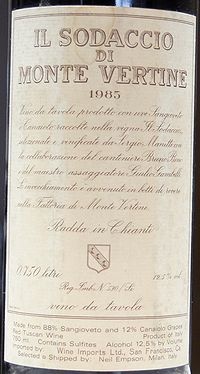 IL SODACCIO
DI
MONTE VERTINE
1985
Vino da tavola prodotto con uve Sangioveto
e Canaiolo raccolte nella vigna Il Sodaccio,
selezionate e vinificate da Sergio Manetti con
la collaborazione del cantiniere Bruno Bini
e del maestro assaggiatore Giulio Gambelli.
L'invecchiamento è avvenuto in botti di rovere
nella Fattoria di Monte Vertine.
Radda in Chianti
0,750 litri
12,5% vol.
Reg. Imb. N. 590/Si
vino da tavola
Made from 88% Sangioveto and 12% Canaiolo Grapes
Red Tuscan Wine Product of Italy
750 ml. Contains Sulfites Alcohol 12.5% by Volume
Imported by: Wine Imports Ltd., San Francisco, Ca
Selected & Shipped by: Neil Empson, Milan, Italy